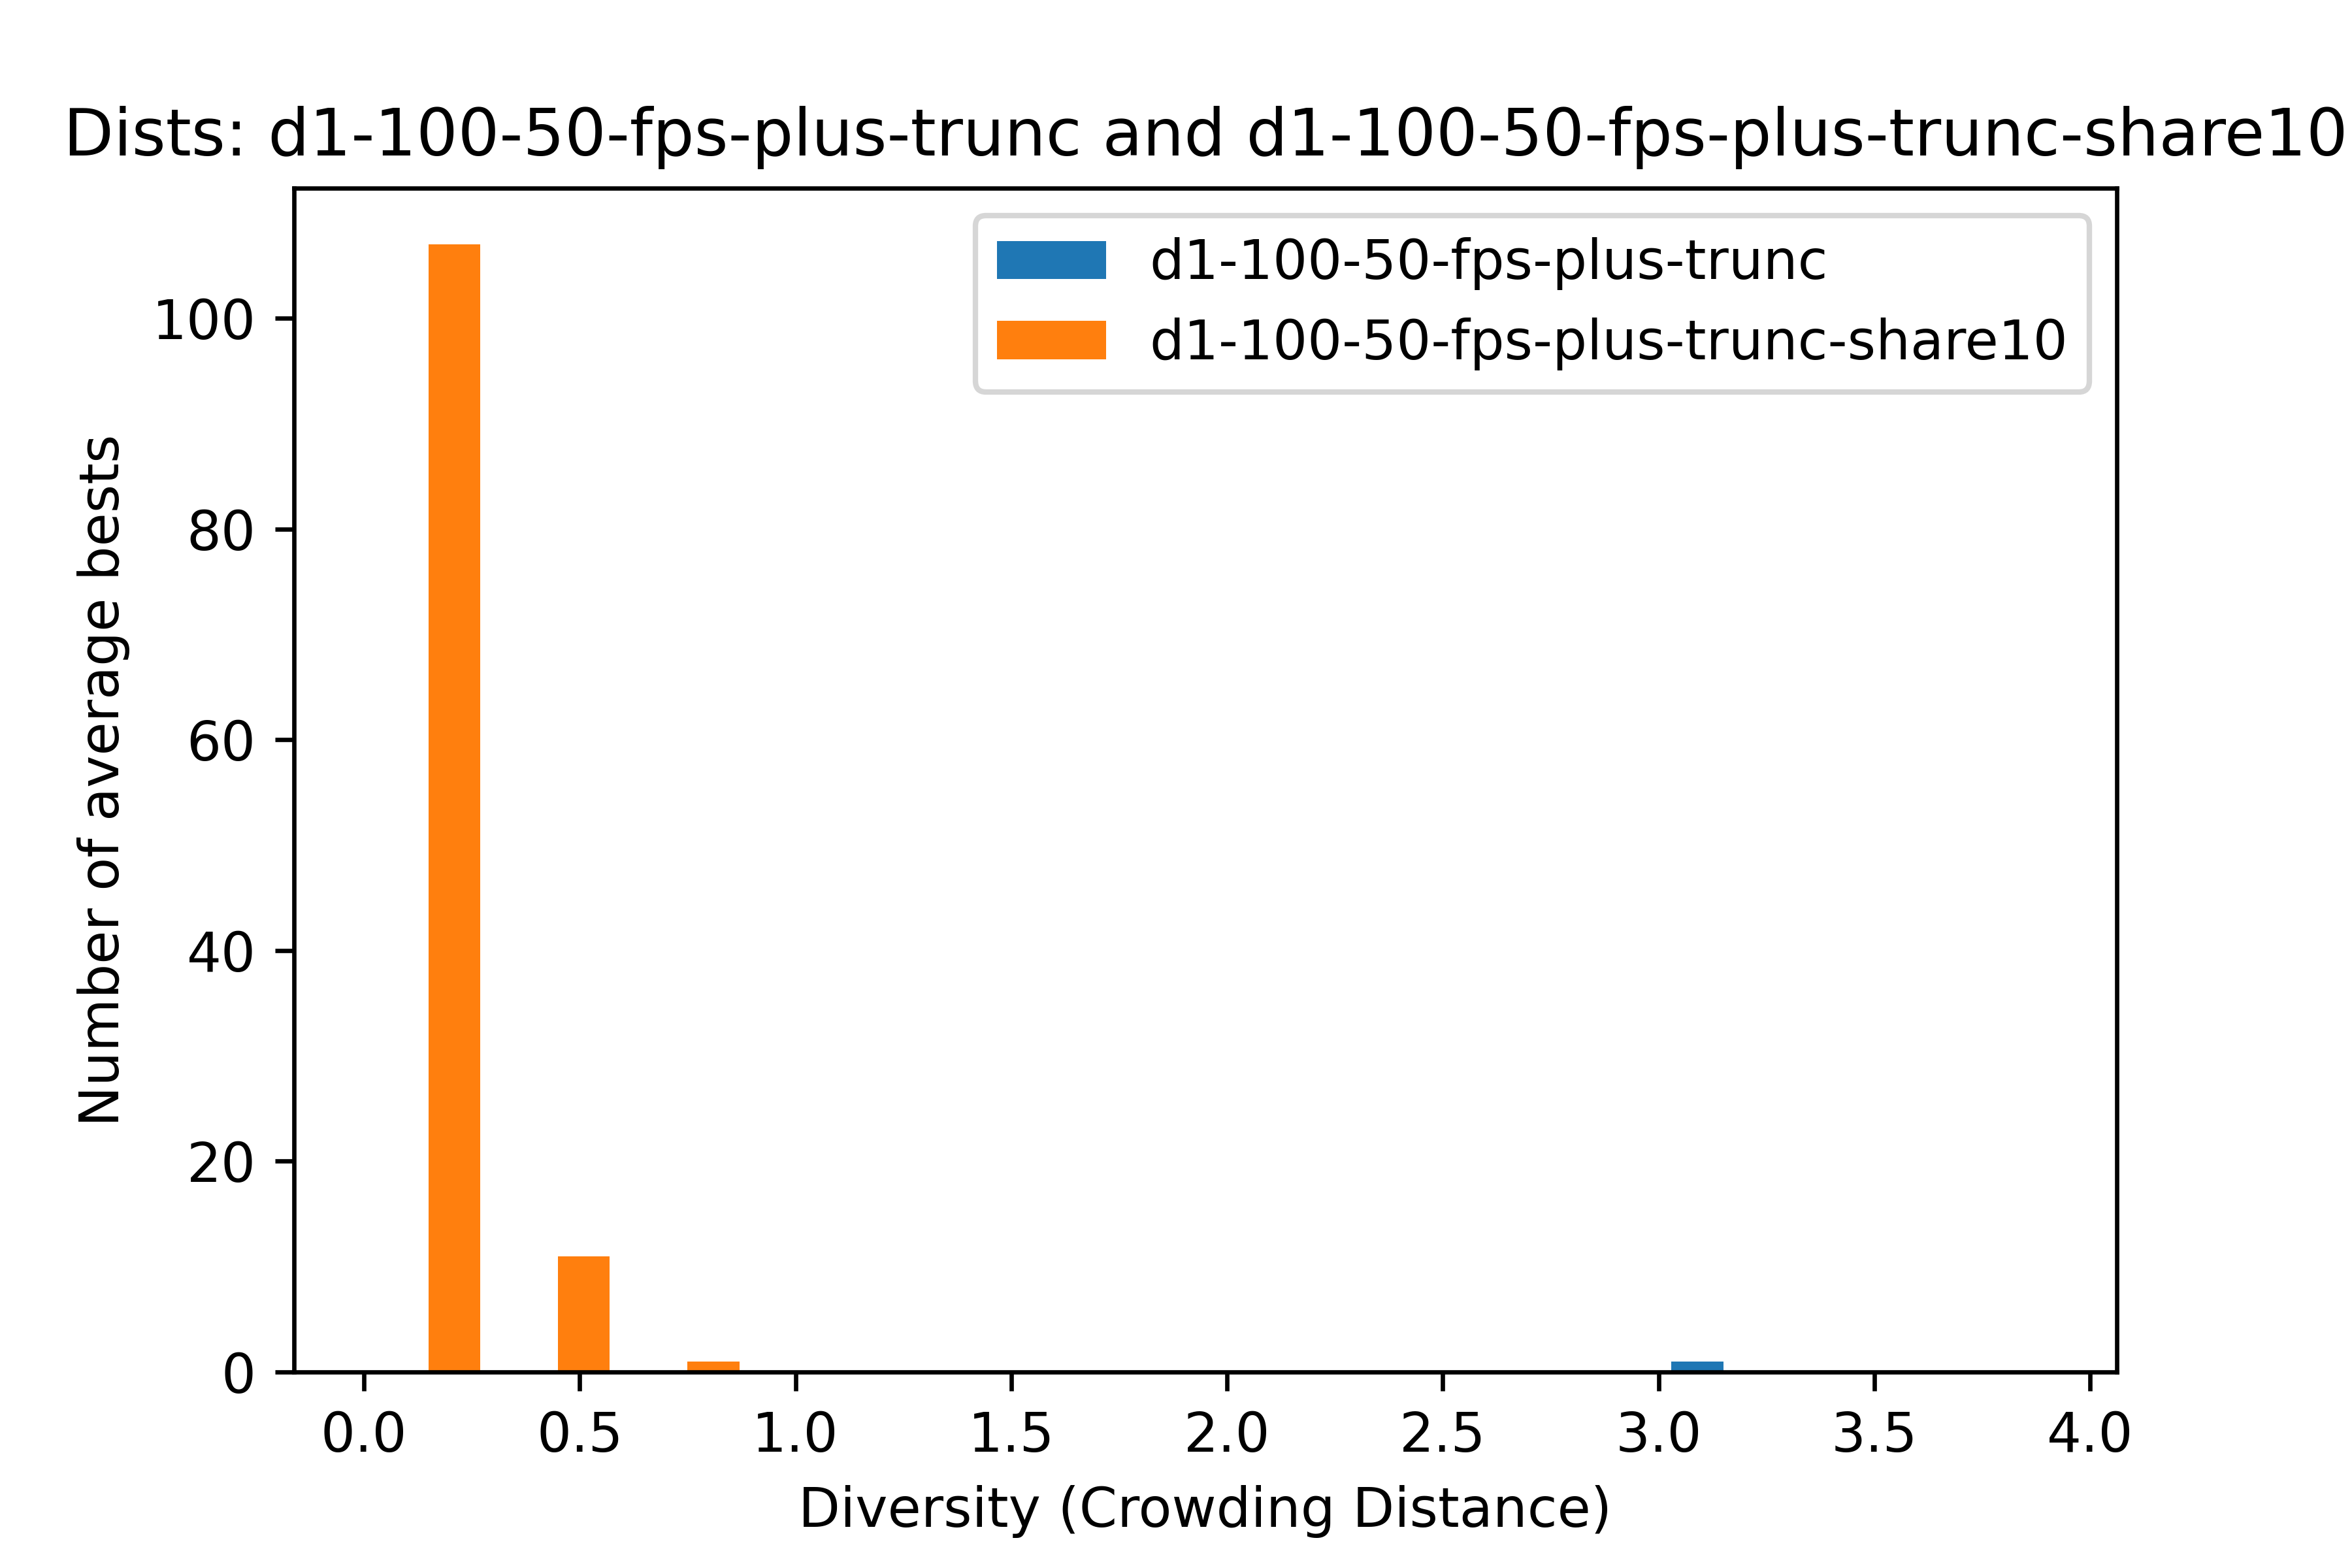 Dists: d1-100-50-fps-plus-trunc and d1-100-50-fps-plus-trunc-share10
d1-100-50-fps-plus-trunc
d1-100-50-fps-plus-trunc-share10
Number of average bests
100
80
60
40
20
0
0.0 0.5 1.0 1.5 2.0 2.5 3.0 3.5 4.0
Diversity (Crowding Distance)